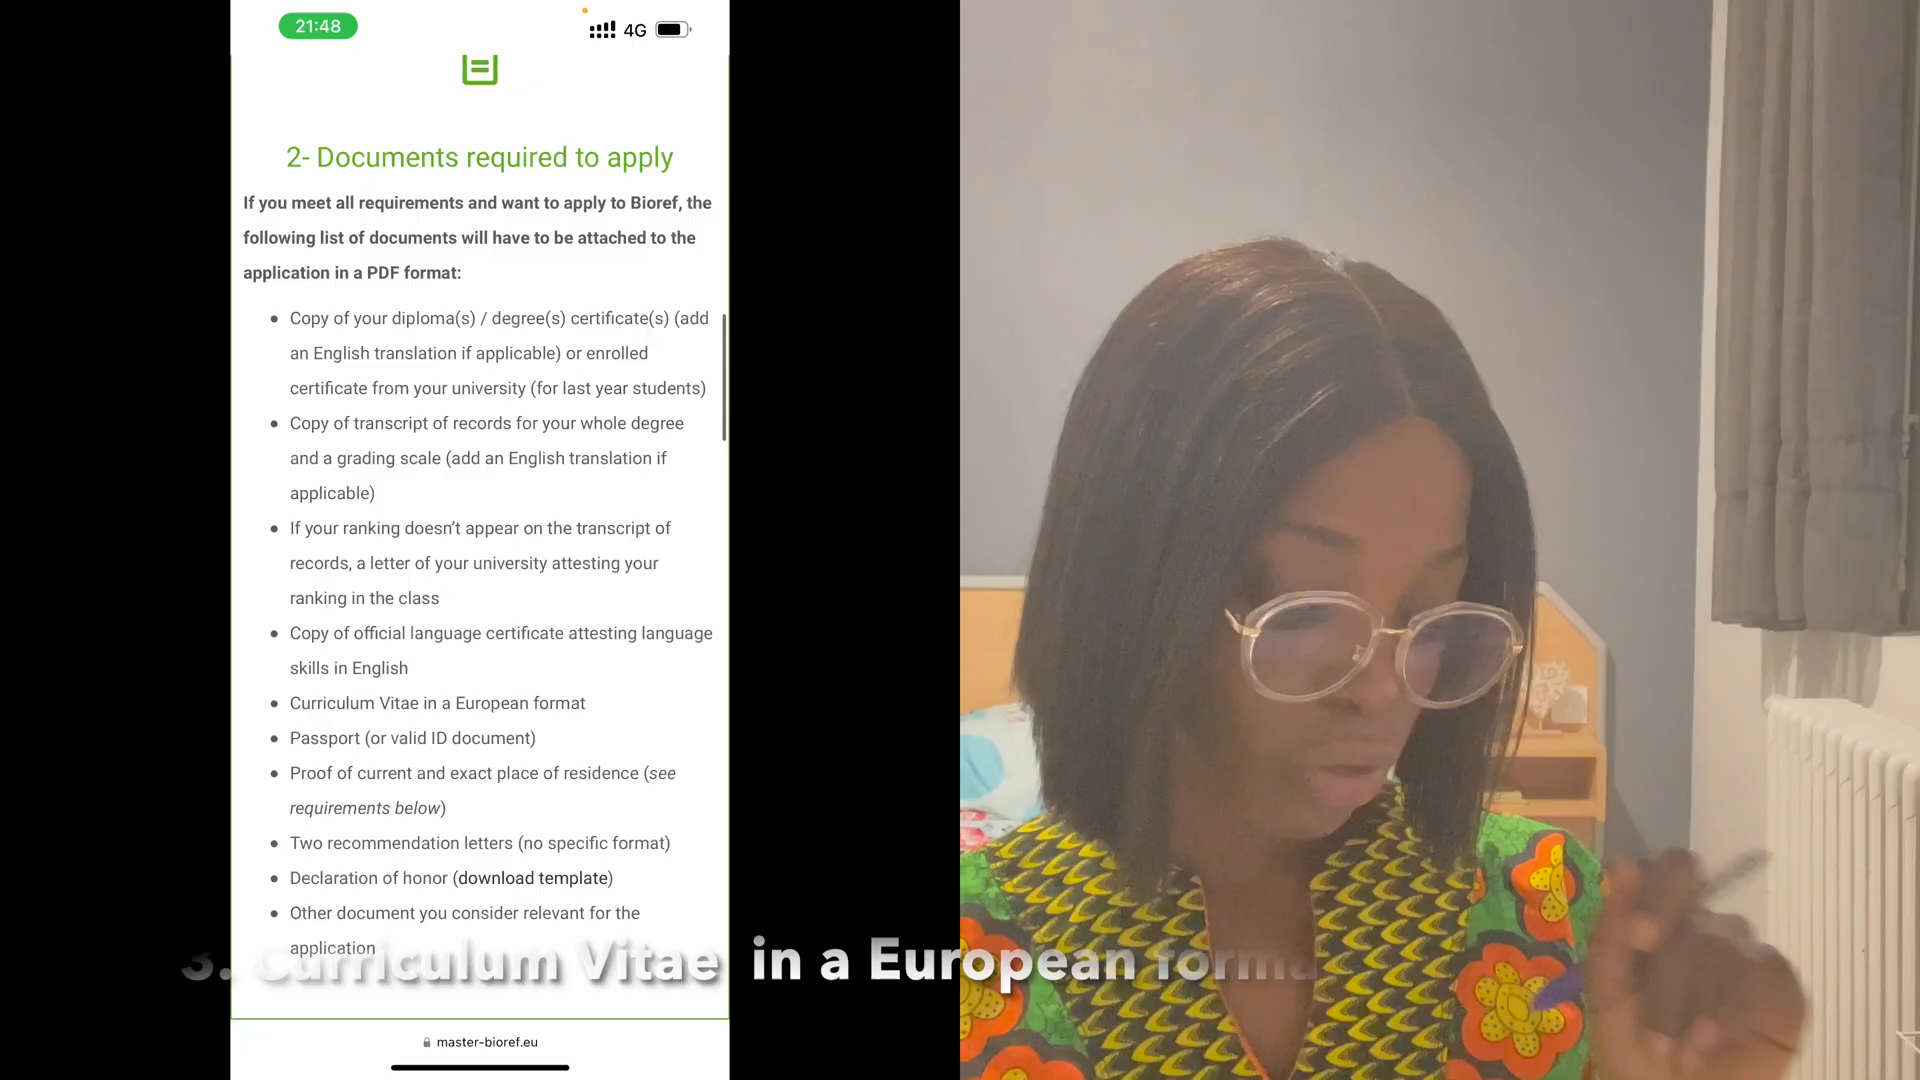 21:48
4G
2- Documents required to apply
If you meet all requirements and want to apply to Bioref, the
following list of documents will have to be attached to the
application in a PDF format:
Copy of your diploma(s) / degree(s) certificate(s) (add
an English translation if applicable) or enrolled
certificate from your university (for last year students)
Copy of transcript of records for your whole degree
and a grading scale (add an English translation if
applicable)
If your ranking doesn’t appear on the transcript of
records, a letter of your university attesting your
ranking in the class
Copy of official language certificate attesting language
skills in English
Curriculum Vitae in a European format
Passport (or valid ID document)
Proof of current and exact place of residence (see
requirements below)
Two recommendation letters (no specific format)
Declaration of honor (download template)
Other document you consider relevant for the
application
3. Curriculum Vitae in a European forma
master-bioref.eu